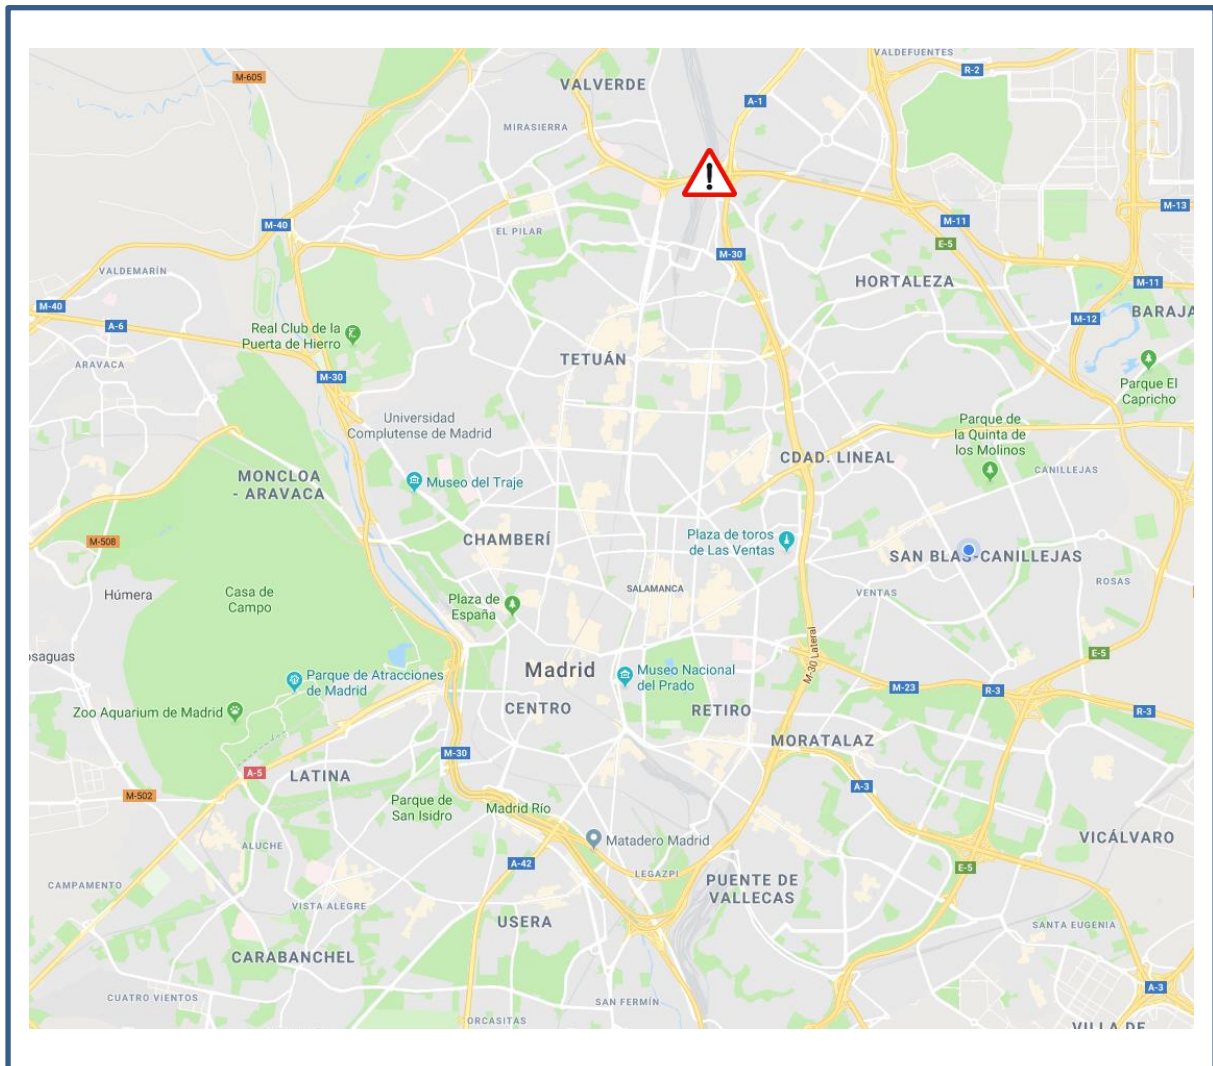 VALDEFUENTES
M-605
R-2
VALVERDE
A-1
MIRASIERRA
!
M-13
M-40
M-11
EL PILAR
E-5
M-30
VALDEMARÍN
HORTALEZA
M-11
M-40
BARAJA
M-12
A-6
Real Club de la
Puerta de Hierro
TETUÁN
ARAVACA
M-30
Parque El
Capricho
Universidad
Complutense de Madrid
Parque de
la Quinta de
los Molinos
CDAD. LINEAL
CANILLEJAS
MONCLOA
- ARAVACA
Museo del Traje
M-508
CHAMBERÍ
Plaza de toros
de Las Ventas
SAN BLAS-CANILLEJAS
ROSAS
Húmera
Casa de
Campo
SALAMANCA
VENTAS
Plaza de
España
M-30 Lateral
osaguas
E-5
Madrid
Museo Nacional
del Prado
Parque de Atracciones
de Madrid
M-23
R-3
Zoo Aquarium de Madrid
CENTRO
RETIRO
R-3
MORATALAZ
M-30
A-5
LATINA
A-3
M-502
Parque de
San Isidro
Madrid Río
VICÁLVARO
ALUCHE
Matadero Madrid
A-42
E-5
LEGAZPI
CAMPAMENTO
PUENTE DE
VALLECAS
VISTA ALEGRE
USERA
SANTA EUGENIA
CARABANCHEL
A-3
CUATRO VIENTOS
SAN FERMÍN
ORCASITAS
VILLA DE